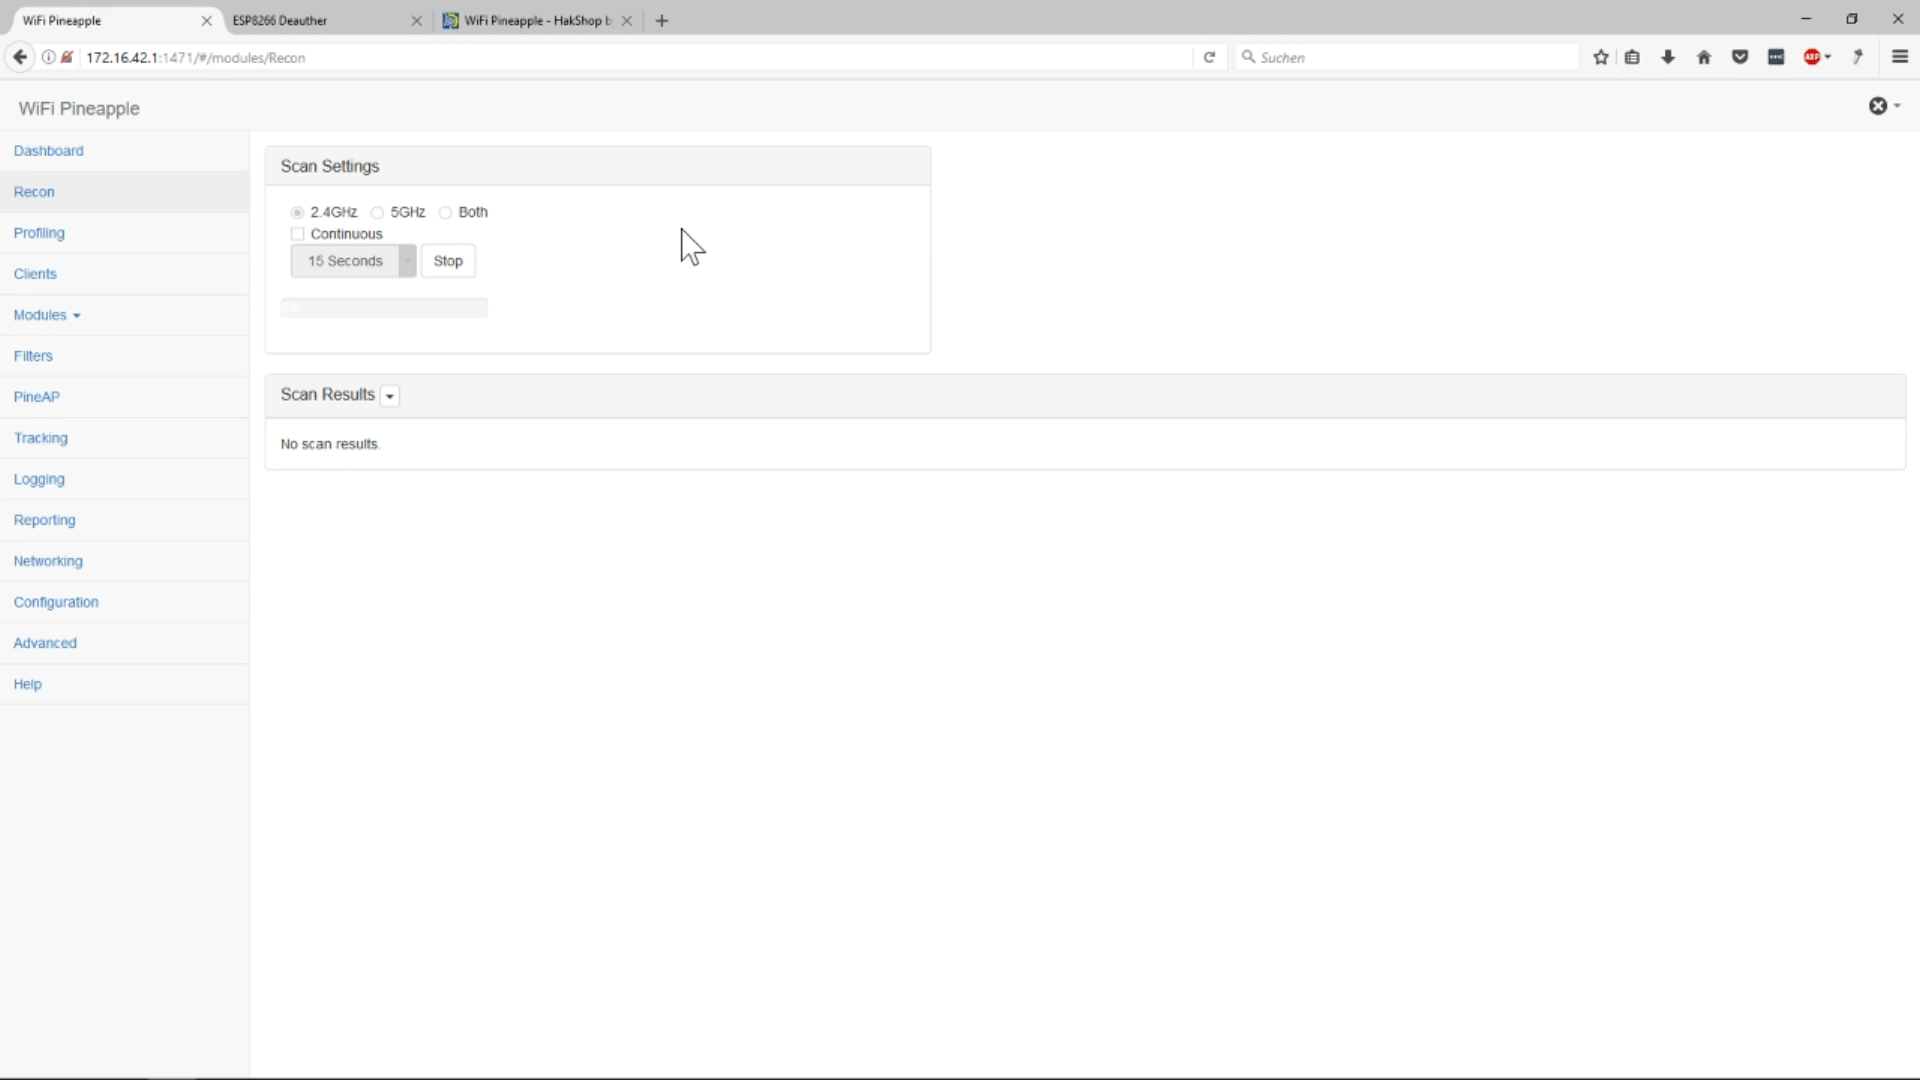 WiFi Pineapple
ESP8266 Deauther
WiFi Pineapple - HakShop b
172.16.42.1:1471/#/modules/Recon
Suchen
ABP
WiFi Pineapple
Dashboard
Recon
Profiling
Clients
Modules
Filters
PineAP
Tracking
Logging
Reporting
Networking
Configuration
Advanced
Help
Scan Settings
2.4GHz 5GHz Both
Continuous
15 Seconds Stop
Scan Results
No scan results.